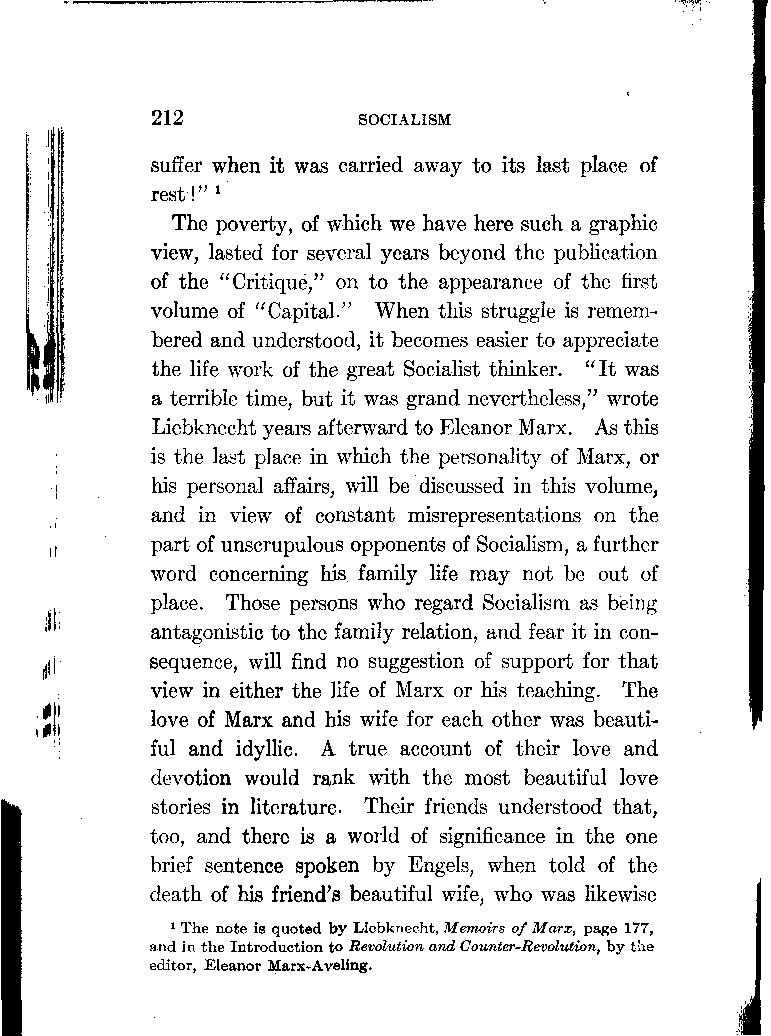 212 SOCIALISM
suffer when it was carried away to its last place of
rest!” ¹
The poverty, of which we have here such a graphic
view, lasted for several years beyond the publication
of the “Critique,” on to the appearance of the first
volume of “Capital.” When this struggle is remem-
bered and understood, it becomes easier to appreciate
the life work of the great Socialist thinker. “It was
a terrible time, but it was grand nevertheless,” wrote
Liebknecht years afterward to Eleanor Marx. As this
is the last place in which the personality of Marx, or
his personal affairs, will be discussed in this volume,
and in view of constant misrepresentations on the
part of unscrupulous opponents of Socialism, a further
word concerning his family life may not be out of
place. Those persons who regard Socialism as being
antagonistic to the family relation, and fear it in con-
sequence, will find no suggestion of support for that
view in either the life of Marx or his teaching. The
love of Marx and his wife for each other was beauti-
ful and idyllic. A true account of their love and
devotion would rank with the most beautiful love
stories in literature. Their friends understood that,
too, and there is a world of significance in the one
brief sentence spoken by Engels, when told of the
death of his friend's beautiful wife, who was likewise
¹ The note is quoted by Liebknecht, Memoirs of Marx, page 177,
and in the Introduction to Revolution and Counter-Revolution, by the
editor, Eleanor Marx-Aveling.